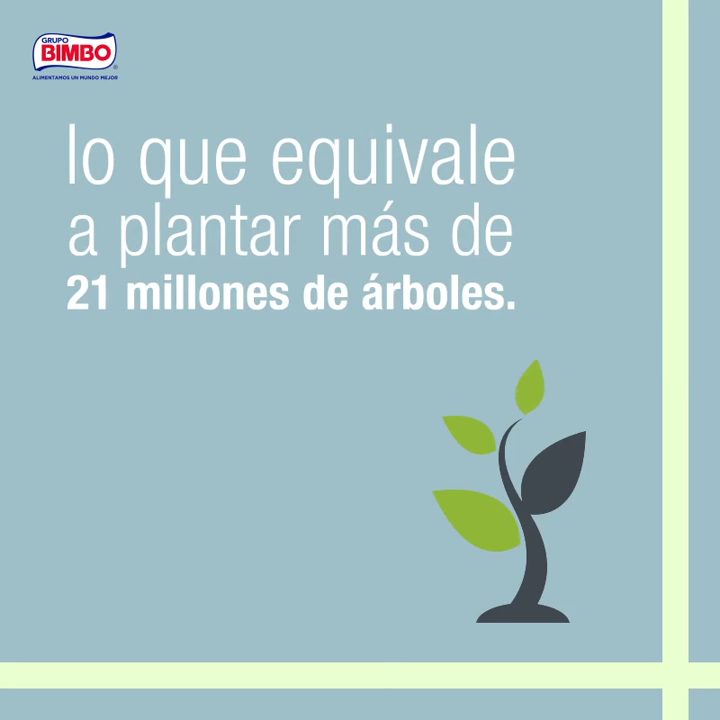 GRUPO
BIMBO
®
ALIMENTAMOS UN MUNDO MEJOR
lo que equivale
a plantar más de
21 millones de árboles.